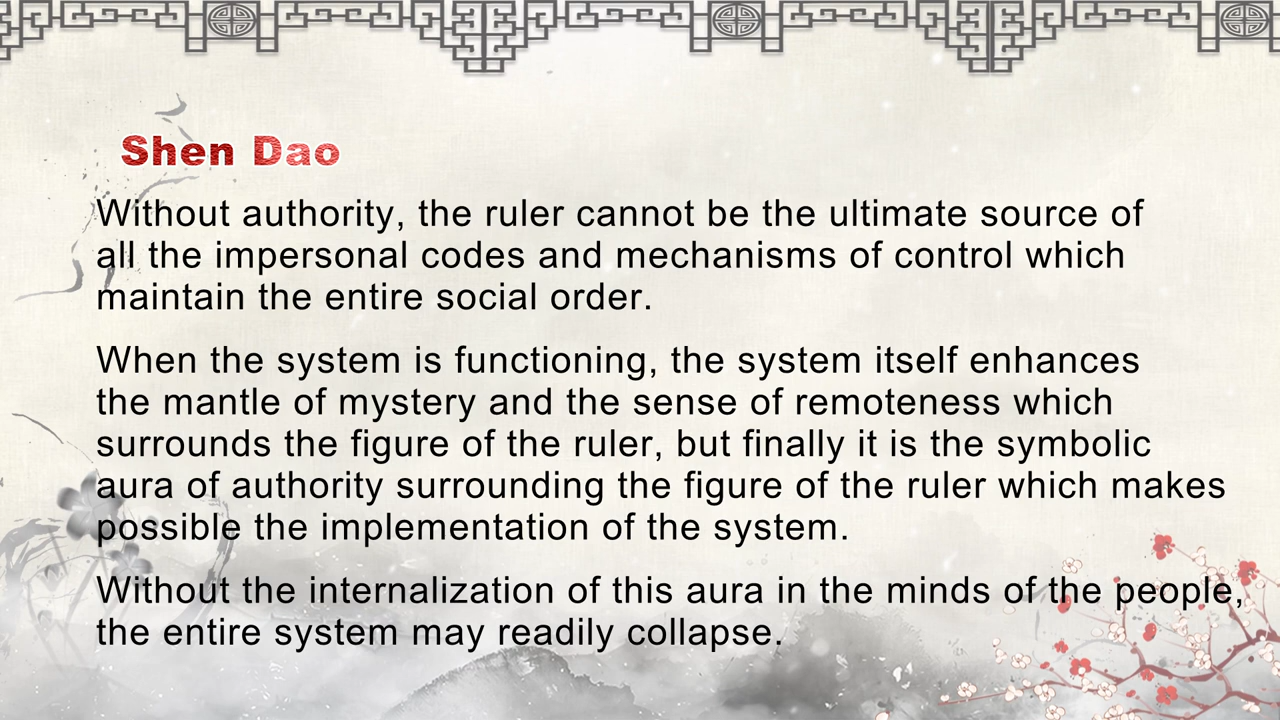 Shen Dao
Without authority, the ruler cannot be the ultimate source of
all the impersonal codes and mechanisms of control which
maintain the entire social order.
When the system is functioning, the system itself enhances
the mantle of mystery and the sense of remoteness which
surrounds the figure of the ruler, but finally it is the symbolic
aura of authority surrounding the figure of the ruler which makes
possible the implementation of the system.
Without the internalization of this aura in the minds of the people,
the entire system may readily collapse.